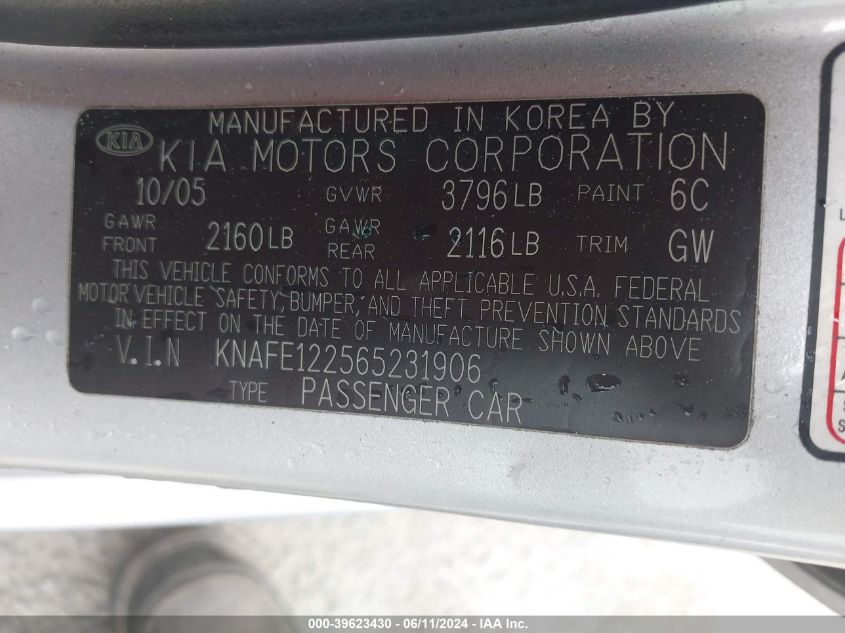 MANUFACTURED IN KOREA BY
KIA KIA MOTORS CORPORATION
10/05 GVWR 3796LB PAINT 6C
GAWR FRONT 2160LB GAWR REAR 2116LB TRIM GW
THIS VEHICLE CONFORMS TO ALL APPLICABLE U.S.A. FEDERAL
MOTOR VEHICLE SAFETY, BUMPER, AND THEFT PREVENTION STANDARDS
IN EFFECT ON THE DATE OF MANUFACTURE SHOWN ABOVE
V.I.N KNAFE122565231906
TYPE PASSENGER CAR
000-39623430 - 06/11/2024 - IAA Inc.